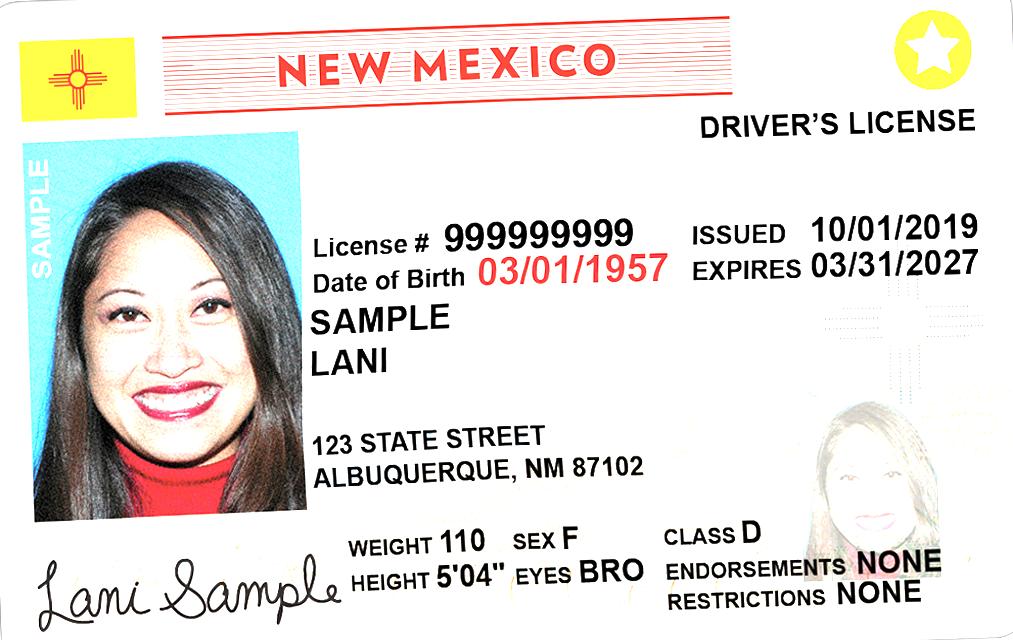 NEW MEXICO
DRIVER'S LICENSE
SAMPLE
License # 999999999
ISSUED 10/01/2019
Date of Birth 03/01/1957
EXPIRES 03/31/2027
SAMPLE
LANI
123 STATE STREET
ALBUQUERQUE, NM 87102
WEIGHT 110 SEX F
CLASS D
HEIGHT 5'04" EYES BRO
ENDORSEMENTS NONE
RESTRICTIONS NONE
Lani Sample